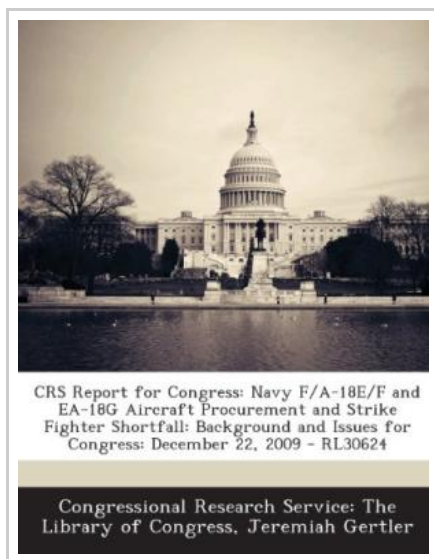 CRS Report for Congress: Navy F/A-18E/F and
EA-18G Aircraft Procurement and Strike
Fighter Shortfall: Background and Issues for
Congress: December 22, 2009 - RL30624
Congressional Research Service: The
Library of Congress, Jeremiah Gertler